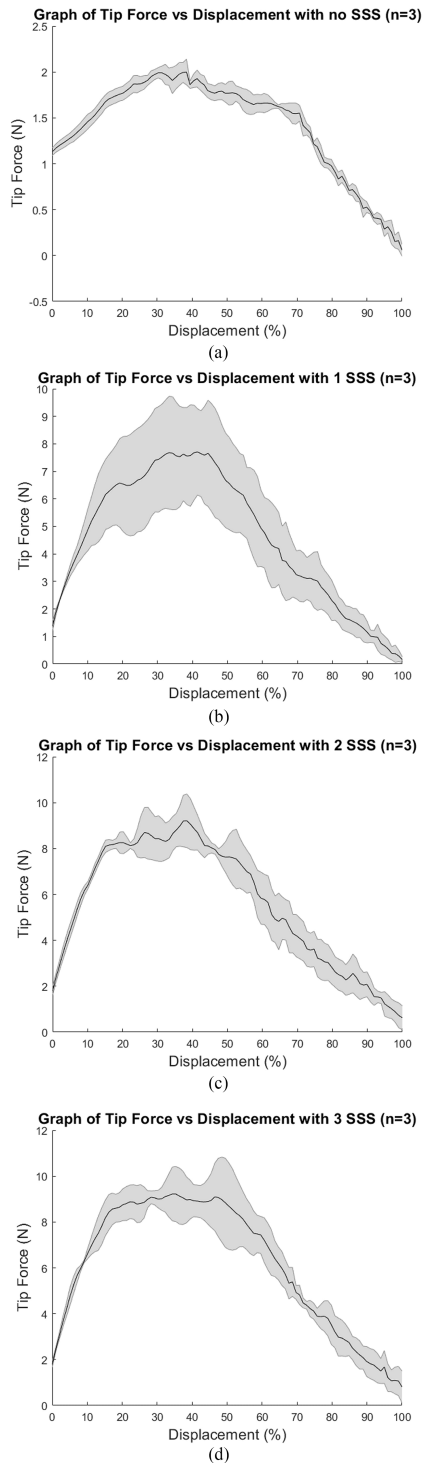 Graph of Tip Force vs Displacement with no SSS (n=3)
2.5
2
1.5
1
0.5
0
-0.5
Tip Force (N)
0 10 20 30 40 50 60 70 80 90 100
Displacement (%)
(a)
Graph of Tip Force vs Displacement with 1 SSS (n=3)
10
9
8
7
6
5
4
3
2
1
0
Tip Force (N)
0 10 20 30 40 50 60 70 80 90 100
Displacement (%)
(b)
Graph of Tip Force vs Displacement with 2 SSS (n=3)
12
10
8
6
4
2
0
Tip Force (N)
0 10 20 30 40 50 60 70 80 90 100
Displacement (%)
(c)
Graph of Tip Force vs Displacement with 3 SSS (n=3)
12
10
8
6
4
2
0
Tip Force (N)
0 10 20 30 40 50 60 70 80 90 100
Displacement (%)
(d)